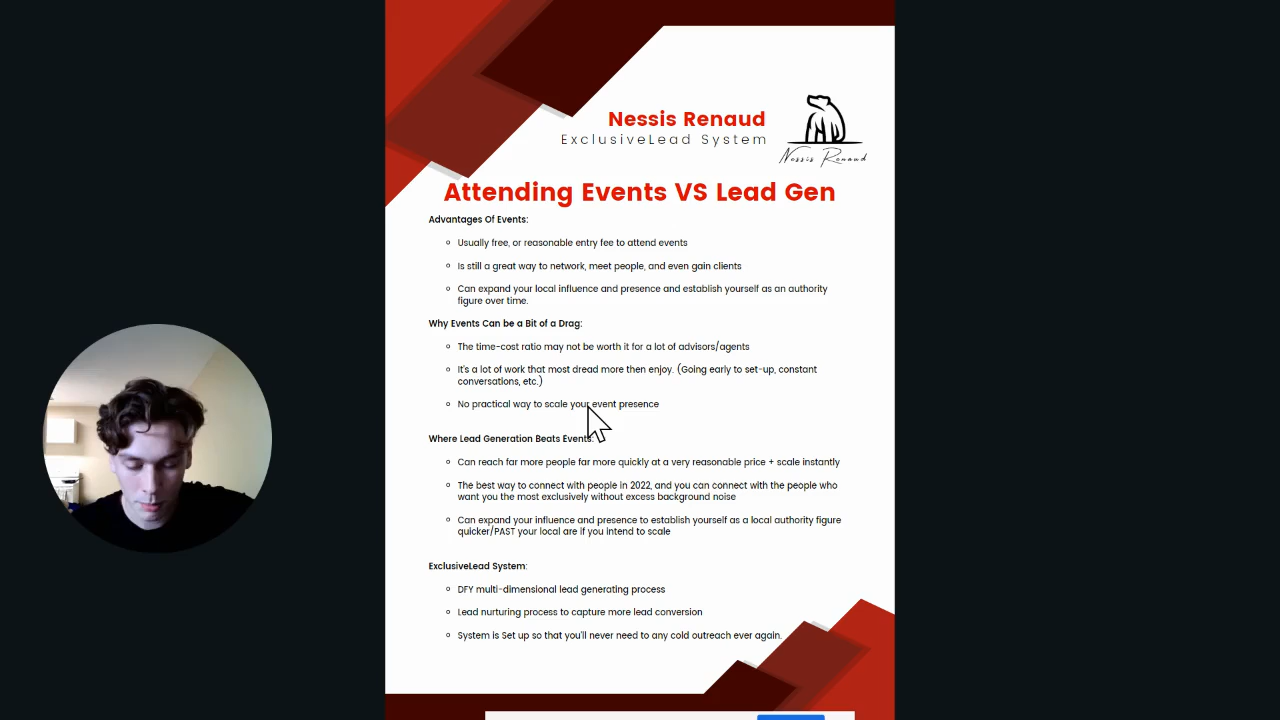 Nessis Renaud
ExclusiveLead System
Nessis Renaud
Attending Events VS Lead Gen
Advantages Of Events:
Usually free, or reasonable entry fee to attend events
Is still a great way to network, meet people, and even gain clients
Can expand your local influence and presence and establish yourself as an authority
figure over time.
Why Events Can be a Bit of a Drag:
The time-cost ratio may not be worth it for a lot of advisors/agents
It's a lot of work that most dread more then enjoy. (Going early to set-up, constant
conversations, etc.)
No practical way to scale your event presence
Where Lead Generation Beats Events:
Can reach far more people far more quickly at a very reasonable price + scale instantly
The best way to connect with people in 2022, and you can connect with the people who
want you the most exclusively without excess background noise
Can expand your influence and presence to establish yourself as a local authority figure
quicker/PAST your local are if you intend to scale
ExclusiveLead System:
DFY multi-dimensional lead generating process
Lead nurturing process to capture more lead conversion
System is Set up so that you'll never need to any cold outreach ever again.